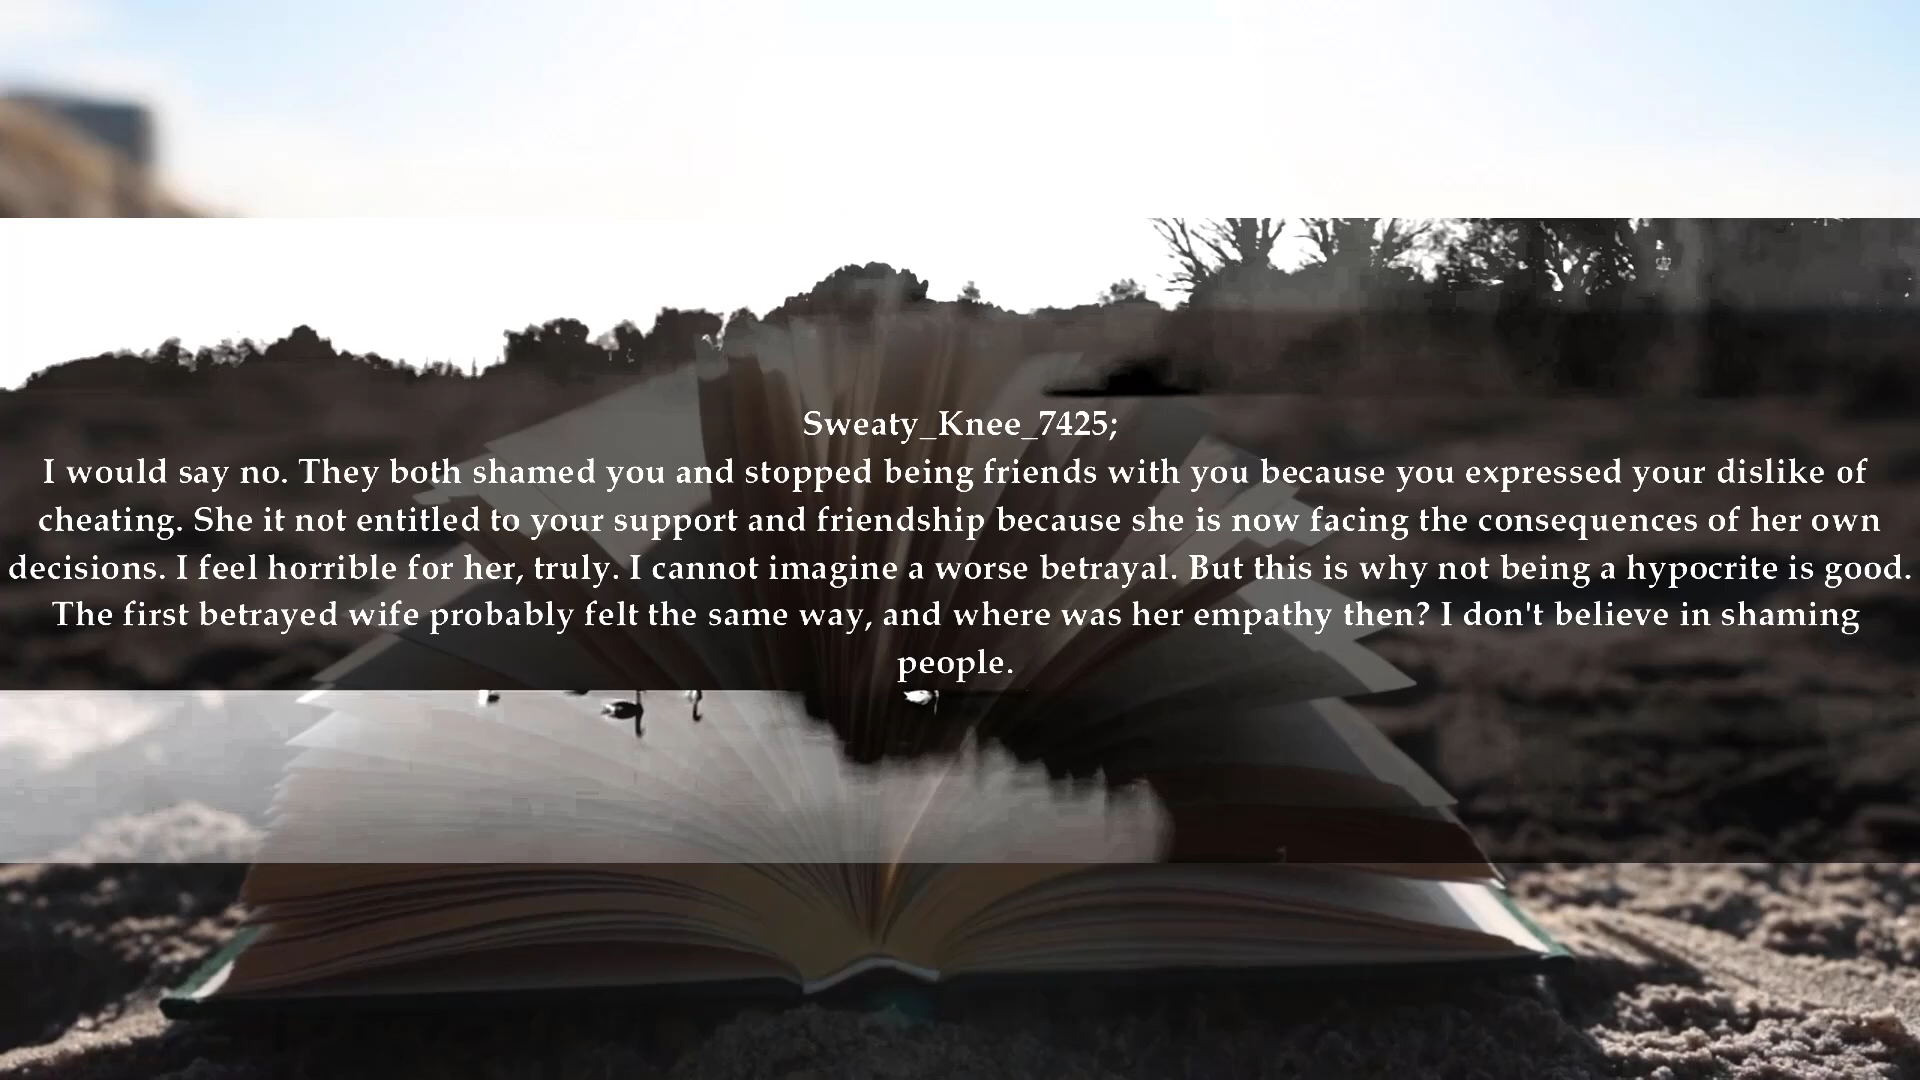 Sweaty_Knee_7425;
I would say no. They both shamed you and stopped being friends with you because you expressed your dislike of
cheating. She it not entitled to your support and friendship because she is now facing the consequences of her own
decisions. I feel horrible for her, truly. I cannot imagine a worse betrayal. But this is why not being a hypocrite is good.
The first betrayed wife probably felt the same way, and where was her empathy then? I don't believe in shaming
people.